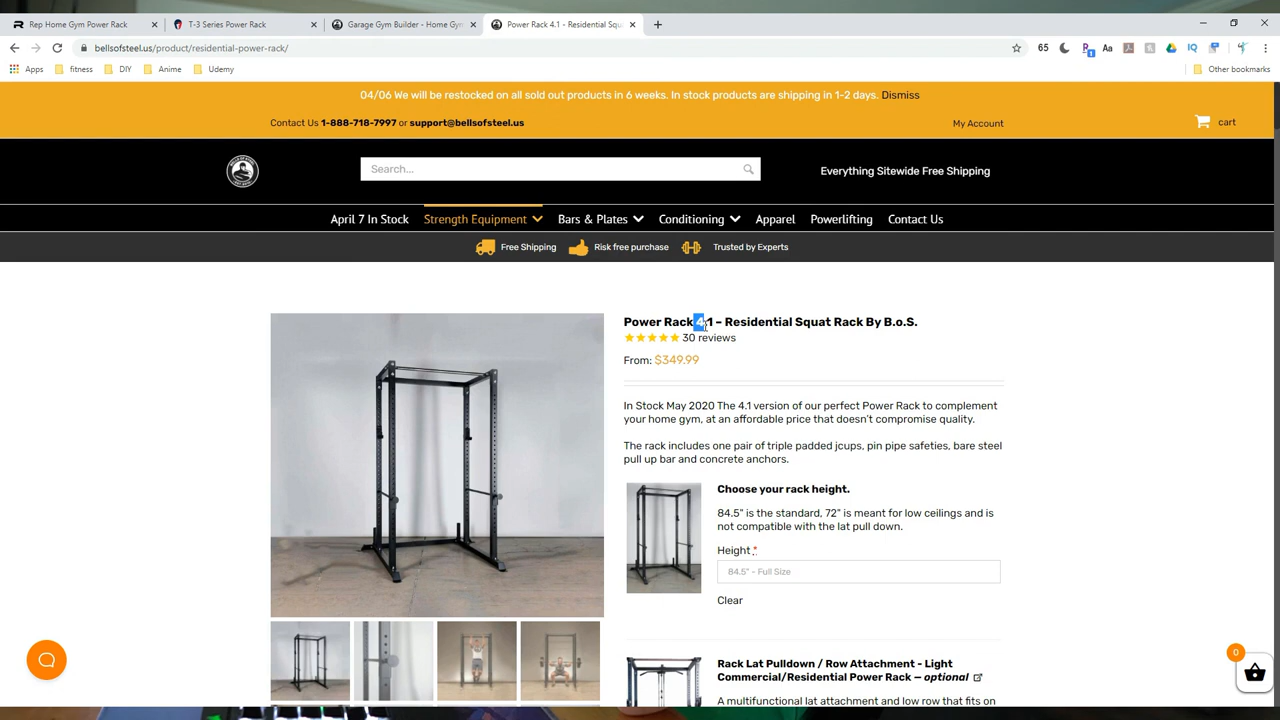 Rep Home Gym Power Rack
T-3 Series Power Rack
Garage Gym Builder - Home Gym
Power Rack 4.1 – Residential Squ
bellsofsteel.us/product/residential-power-rack/
65
Aa
IQ
Apps
fitness
DIY
Anime
Udemy
Other bookmarks
04/06 We will be restocked on all sold out products in 6 weeks. In stock products are shipping in 1-2 days. Dismiss
Contact Us 1-888-718-7997 or support@bellsofsteel.us
My Account
cart
Search...
Everything Sitewide Free Shipping
April 7 In Stock
Strength Equipment
Bars & Plates
Conditioning
Apparel
Powerlifting
Contact Us
Free Shipping
Risk free purchase
Trusted by Experts
Power Rack 4.1 – Residential Squat Rack By B.o.S.
30 reviews
From: $349.99
In Stock May 2020 The 4.1 version of our perfect Power Rack to complement
your home gym, at an affordable price that doesn't compromise quality.
The rack includes one pair of triple padded jcups, pin pipe safeties, bare steel
pull up bar and concrete anchors.
Choose your rack height.
84.5" is the standard, 72" is meant for low ceilings and is
not compatible with the lat pull down.
Height *
84.5" - Full Size
Clear
Rack Lat Pulldown / Row Attachment - Light
Commercial/Residential Power Rack — optional
A multifunctional lat attachment and low row that fits on
0